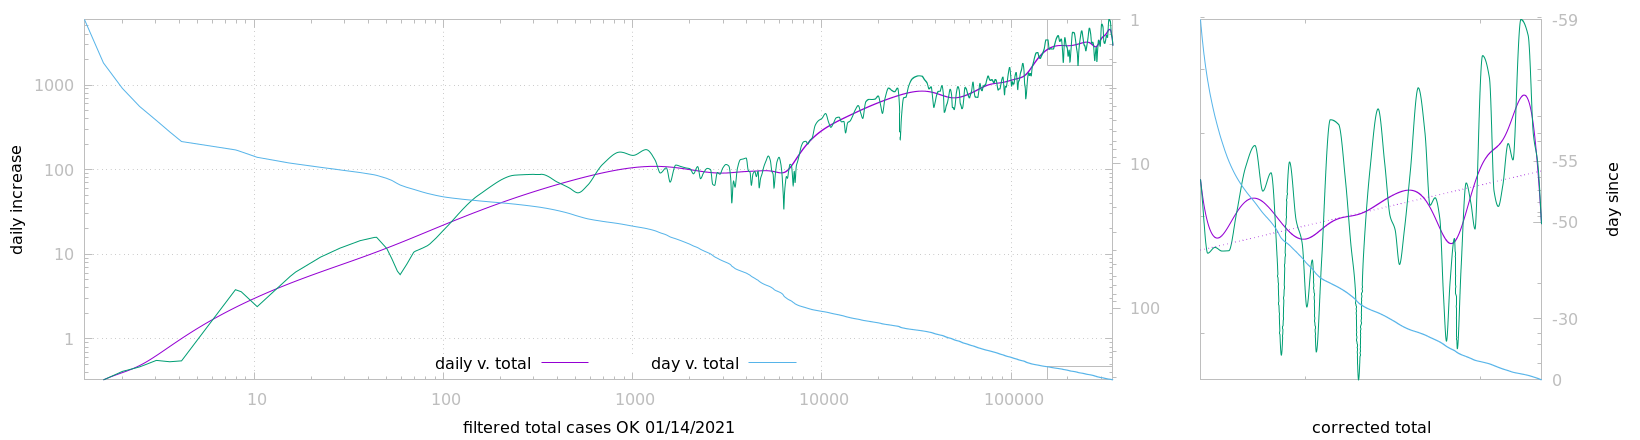 1000
100
10
1
daily increase
10
100
1000
10000
100000
filtered total cases OK 01/14/2021
daily v. total
day v. total
1
10
100
-59
-55
-50
-30
0
day since
corrected total